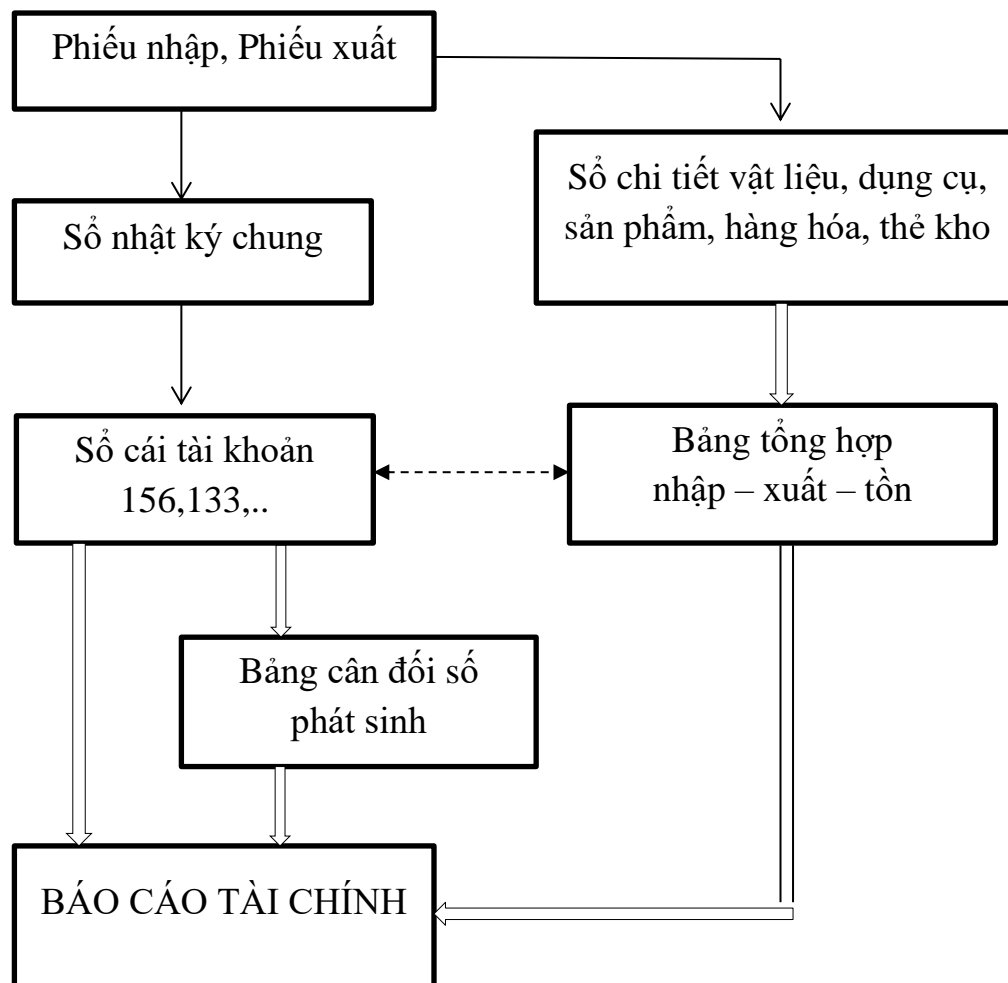 Phiếu nhập, Phiếu xuất
Sổ chi tiết vật liệu, dụng cụ,
sản phẩm, hàng hóa, thẻ kho
Sổ nhật ký chung
Sổ cái tài khoản
156,133,..
Bảng tổng hợp
nhập – xuất – tồn
Bảng cân đối số
phát sinh
BÁO CÁO TÀI CHÍNH